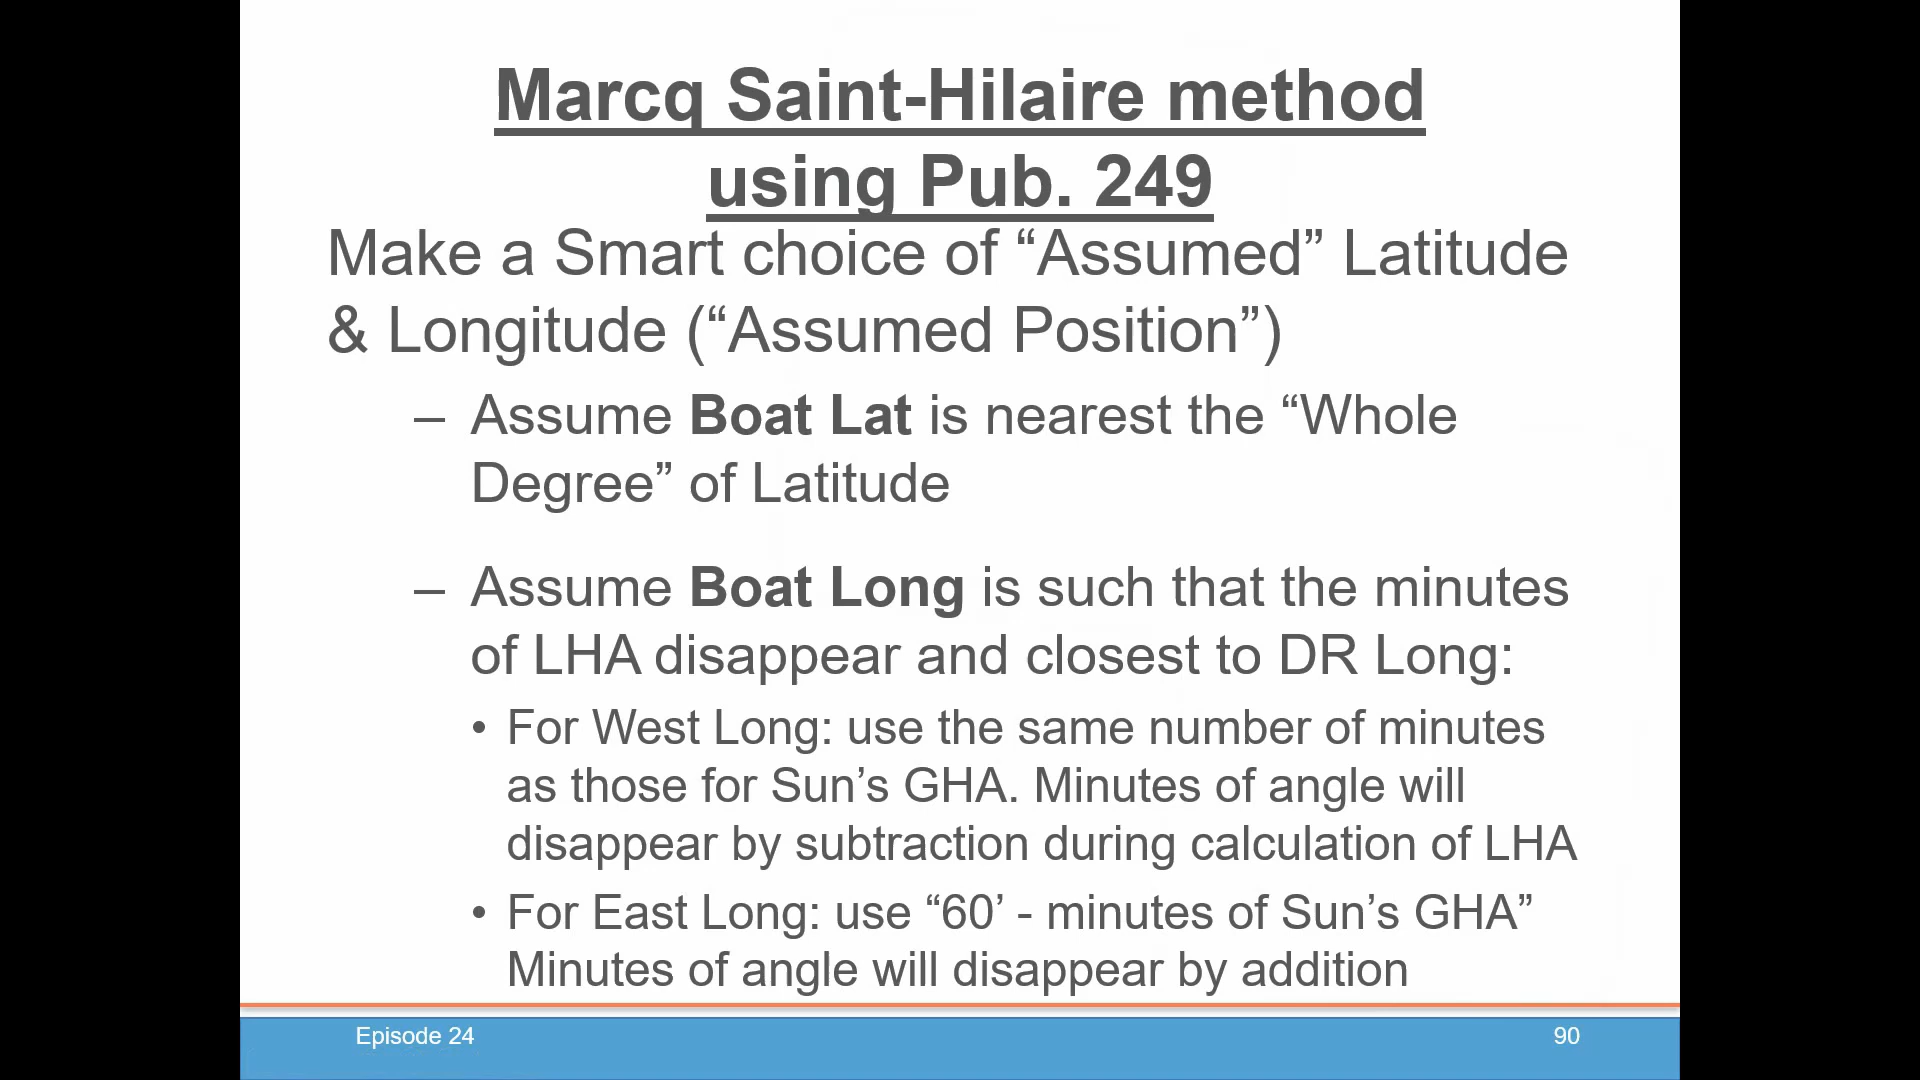 Marcq Saint-Hilaire method
using Pub. 249
Make a Smart choice of “Assumed” Latitude
& Longitude (“Assumed Position”)
– Assume Boat Lat is nearest the “Whole
Degree” of Latitude
– Assume Boat Long is such that the minutes
of LHA disappear and closest to DR Long:
• For West Long: use the same number of minutes
as those for Sun’s GHA. Minutes of angle will
disappear by subtraction during calculation of LHA
• For East Long: use “60’ - minutes of Sun’s GHA”
Minutes of angle will disappear by addition
Episode 24
90